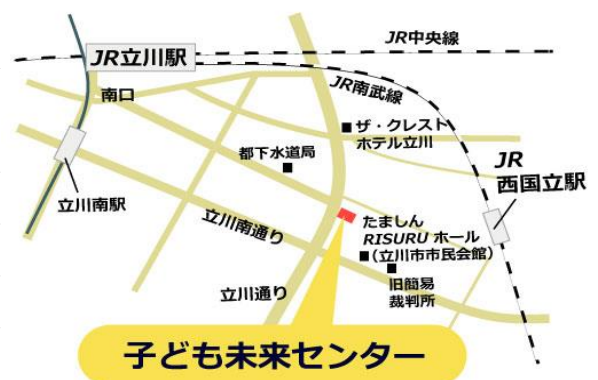 JR中央線
JR立川駅
JR南武線
南口
ザ・クレスト
ホテル立川
都下水道局
JR
西国立駅
立川南駅
たましん
RISURU ホール
(立川市市民会館)
立川南通り
旧簡易
裁判所
立川通り
子ども未来センター